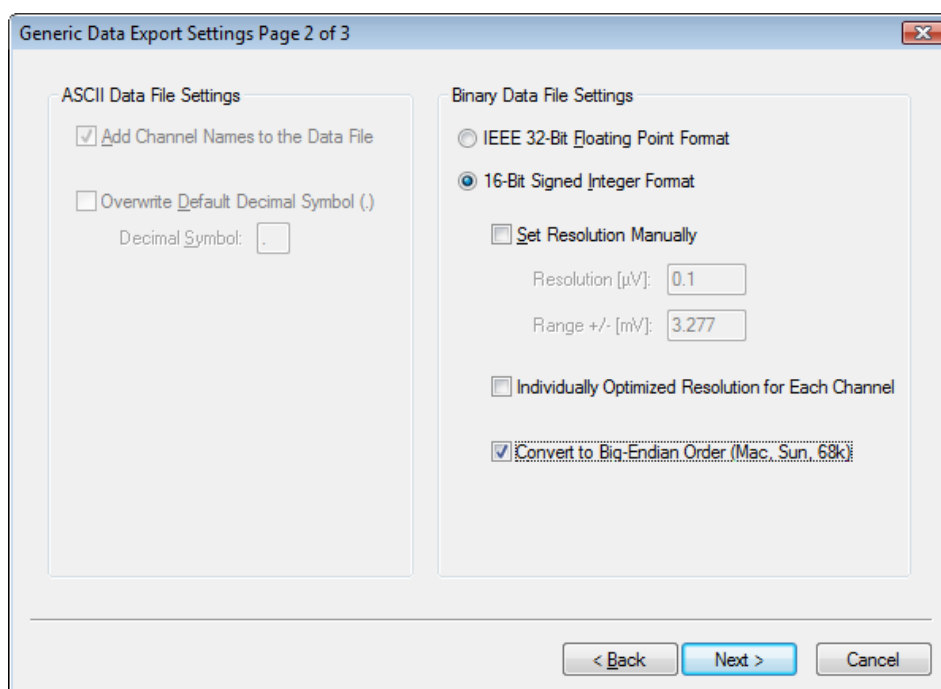 Generic Data Export Settings Page 2 of 3
ASCII Data File Settings
Add Channel Names to the Data File
Overwrite Default Decimal Symbol (.)
Decimal Symbol: .
Binary Data File Settings
IEEE 32-Bit Floating Point Format
16-Bit Signed Integer Format
Set Resolution Manually
Resolution [µV]: 0.1
Range +/- [mV]: 3.277
Individually Optimized Resolution for Each Channel
Convert to Big-Endian Order (Mac, Sun, 68k)
< Back Next > Cancel